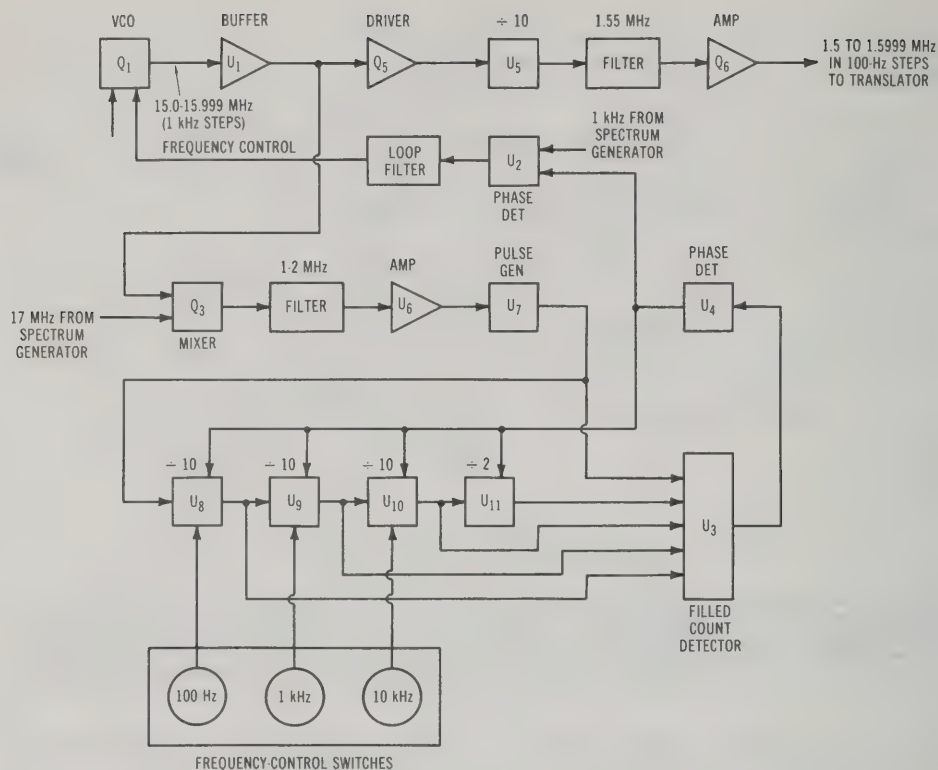 VCO
BUFFER
DRIVER
÷ 10
1.55 MHz
AMP
Q1
U1
Q5
U5
FILTER
Q6
1.5 TO 1.5999 MHz
IN 100-Hz STEPS
TO TRANSLATOR
15.0-15.999 MHz
(1 kHz STEPS)
FREQUENCY CONTROL
1 kHz FROM
SPECTRUM
GENERATOR
LOOP
FILTER
U2
PHASE
DET
1-2 MHz
AMP
PULSE
GEN
PHASE
DET
Q3
FILTER
U6
U7
U4
17 MHz FROM
SPECTRUM
GENERATOR
MIXER
÷ 10
÷ 10
÷ 10
÷ 2
U8
U9
U10
U11
U3
FILLED
COUNT
DETECTOR
100 Hz
1 kHz
10 kHz
FREQUENCY-CONTROL SWITCHES